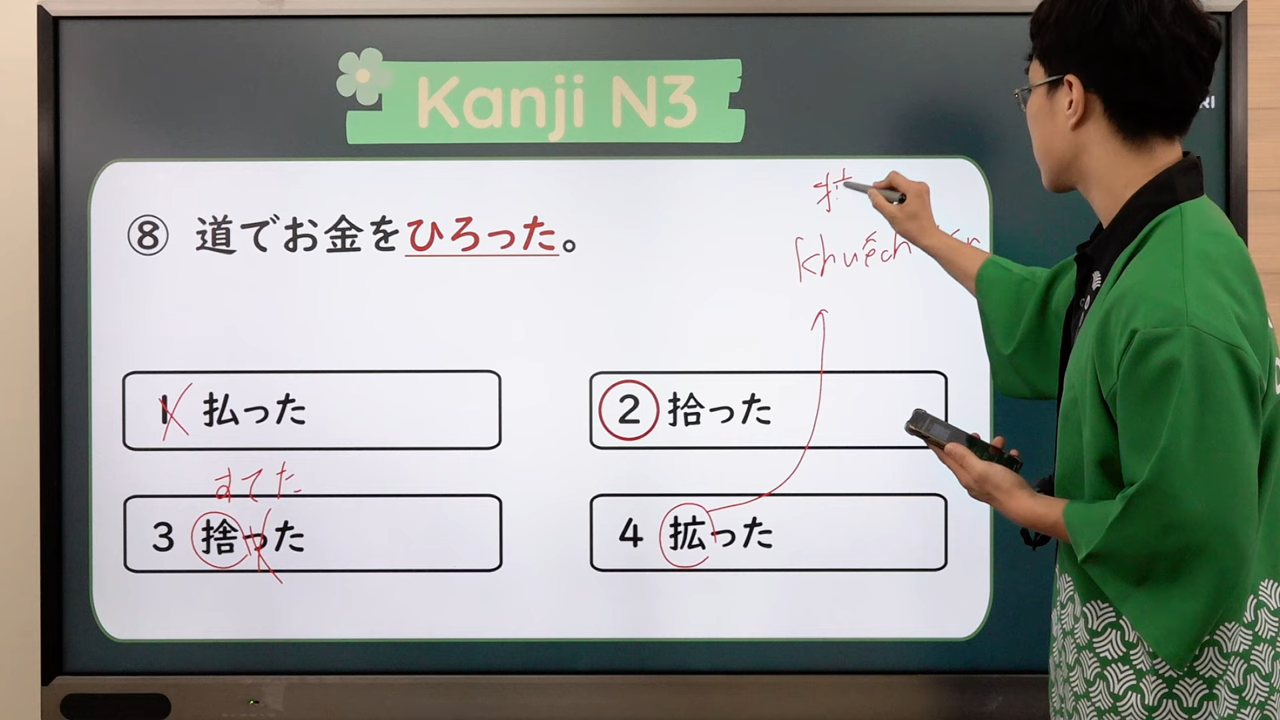 Kanji N3
RI
⑧ 道でお金をひろった。
khuếch
1 払った
2 拾った
すてた
3 捨った
4 拡った